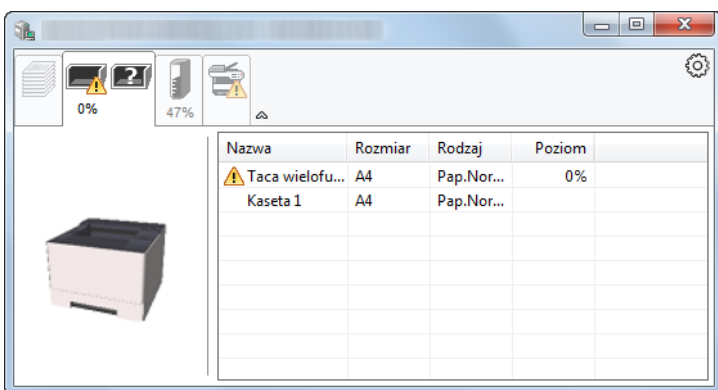 0%
47%
Nazwa Rozmiar Rodzaj Poziom
Taca wielofu... A4 Pap.Nor... 0%
Kaseta 1 A4 Pap.Nor...